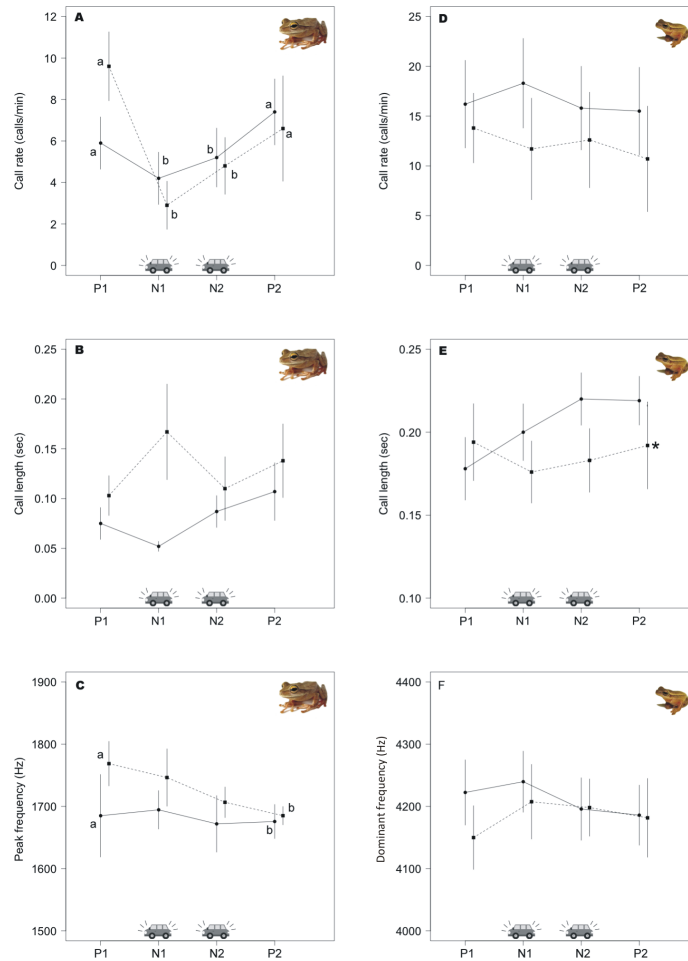 A
Call rate (calls/min)
12
10
8
6
4
2
0
a
a
b
b
b
b
a
a
P1
N1
N2
P2
D
Call rate (calls/min)
25
20
15
10
5
0
P1
N1
N2
P2
B
Call length (sec)
0.25
0.20
0.15
0.10
0.05
0.00
P1
N1
N2
P2
E
Call length (sec)
0.25
0.20
0.15
0.10
*
P1
N1
N2
P2
C
Peak frequency (Hz)
1900
1800
1700
1600
1500
a
a
b
b
P1
N1
N2
P2
F
Dominant frequency (Hz)
4400
4300
4200
4100
4000
P1
N1
N2
P2